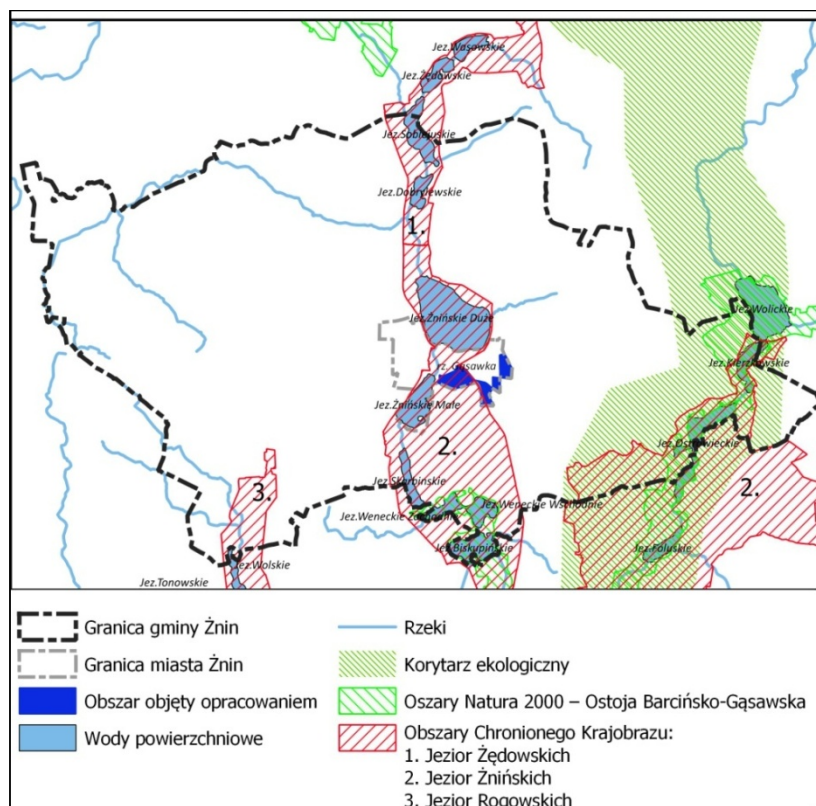 Jez.Wąsowskie
Jez.Żędowskie
Jez.Sobiejuskie
Jez.Dobrylewskie
1.
Jez.Wolickie
Jez.Żnińskie Duże
rz. Gąsawka
Jez.Kierzkowskie
Jez.Żnińskie Małe
2.
Jez.Ostrowieckie
Jez.Skarbińskie
3.
2.
Jez.Weneckie Zachodnie
Jez.Weneckie Wschodnie
Jez.Biskupińskie
Jez.Foluskie
Jez.Wolskie
Jez.Tonowskie
Granica gminy Żnin
Granica miasta Żnin
Obszar objęty opracowaniem
Wody powierzchniowe
Rzeki
Korytarz ekologiczny
Oszary Natura 2000 – Ostoja Barcińsko-Gąsawska
Obszary Chronionego Krajobrazu:
1. Jezior Żędowskich
2. Jezior Żnińskich
3. Jezior Rogowskich